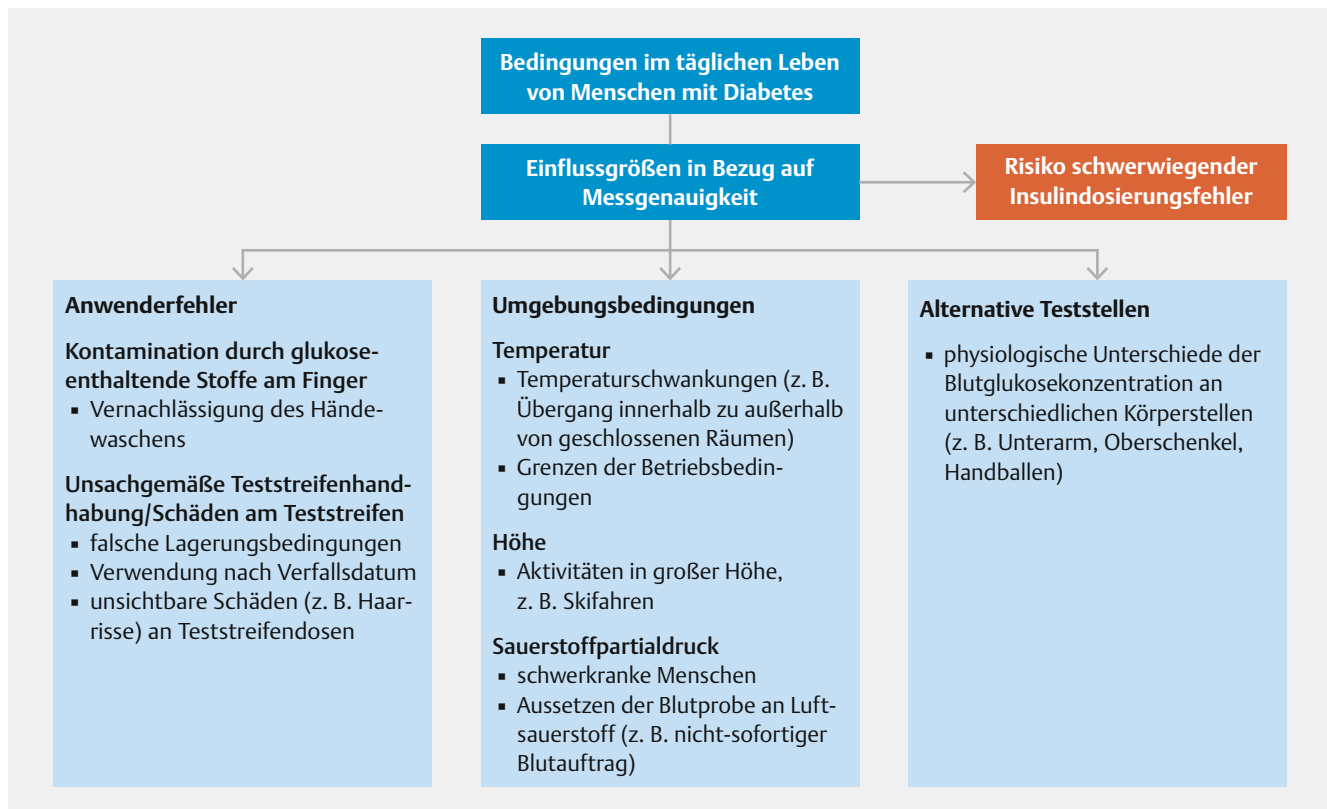 Bedingungen im täglichen Leben
von Menschen mit Diabetes
Einflussgrößen in Bezug auf
Messgenauigkeit
Risiko schwerwiegender
Insulindosierungsfehler
Anwenderfehler
Kontamination durch glukose-
enthaltende Stoffe am Finger
▪ Vernachlässigung des Hände-
waschens
Unsachgemäße Teststreifenhand-
habung/Schäden am Teststreifen
▪ falsche Lagerungsbedingungen
▪ Verwendung nach Verfallsdatum
▪ unsichtbare Schäden (z. B. Haar-
risse) an Teststreifendosen
Umgebungsbedingungen
Temperatur
▪ Temperaturschwankungen (z. B.
Übergang innerhalb zu außerhalb
von geschlossenen Räumen)
▪ Grenzen der Betriebsbedin-
gungen
Höhe
▪ Aktivitäten in großer Höhe,
z. B. Skifahren
Sauerstoffpartialdruck
▪ schwerkranke Menschen
▪ Aussetzen der Blutprobe an Luft-
sauerstoff (z. B. nicht-sofortiger
Blutauftrag)
Alternative Teststellen
▪ physiologische Unterschiede der
Blutglukosekonzentration an
unterschiedlichen Körperstellen
(z. B. Unterarm, Oberschenkel,
Handballen)